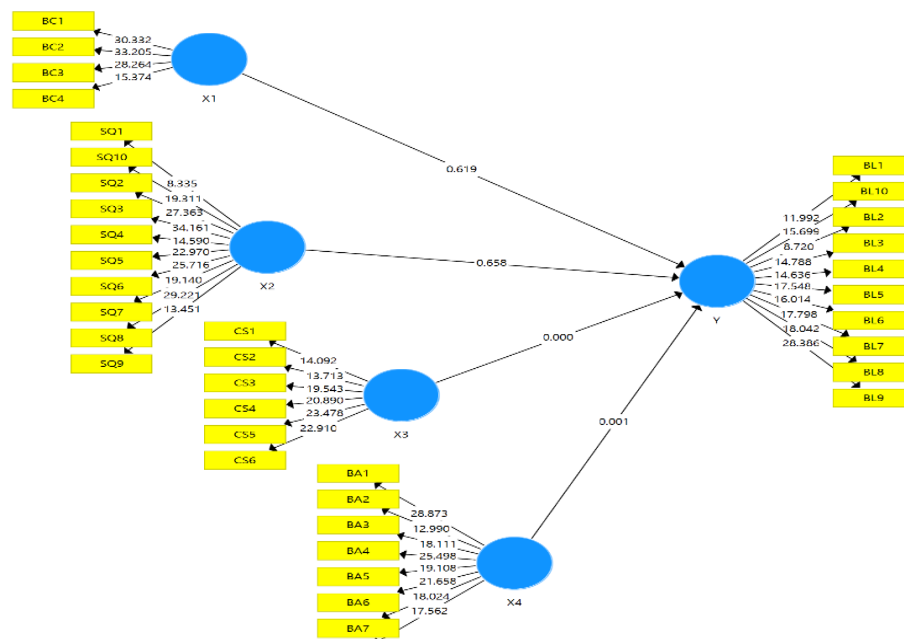 BC1
BC2
BC3
BC4
30.332
33.205
28.264
15.374
X1
SQ1
SQ10
SQ2
SQ3
SQ4
SQ5
SQ6
SQ7
SQ8
SQ9
8.335
19.311
27.363
34.161
14.590
22.970
25.716
19.140
29.221
13.451
X2
CS1
CS2
CS3
CS4
CS5
CS6
14.092
13.713
19.543
20.890
23.478
22.910
X3
BA1
BA2
BA3
BA4
BA5
BA6
BA7
28.873
12.990
18.111
25.498
19.108
21.658
18.024
17.562
X4
0.619
0.658
0.000
0.001
Y
11.992
15.699
8.720
14.788
14.636
17.548
16.014
17.798
18.042
28.386
BL1
BL10
BL2
BL3
BL4
BL5
BL6
BL7
BL8
BL9